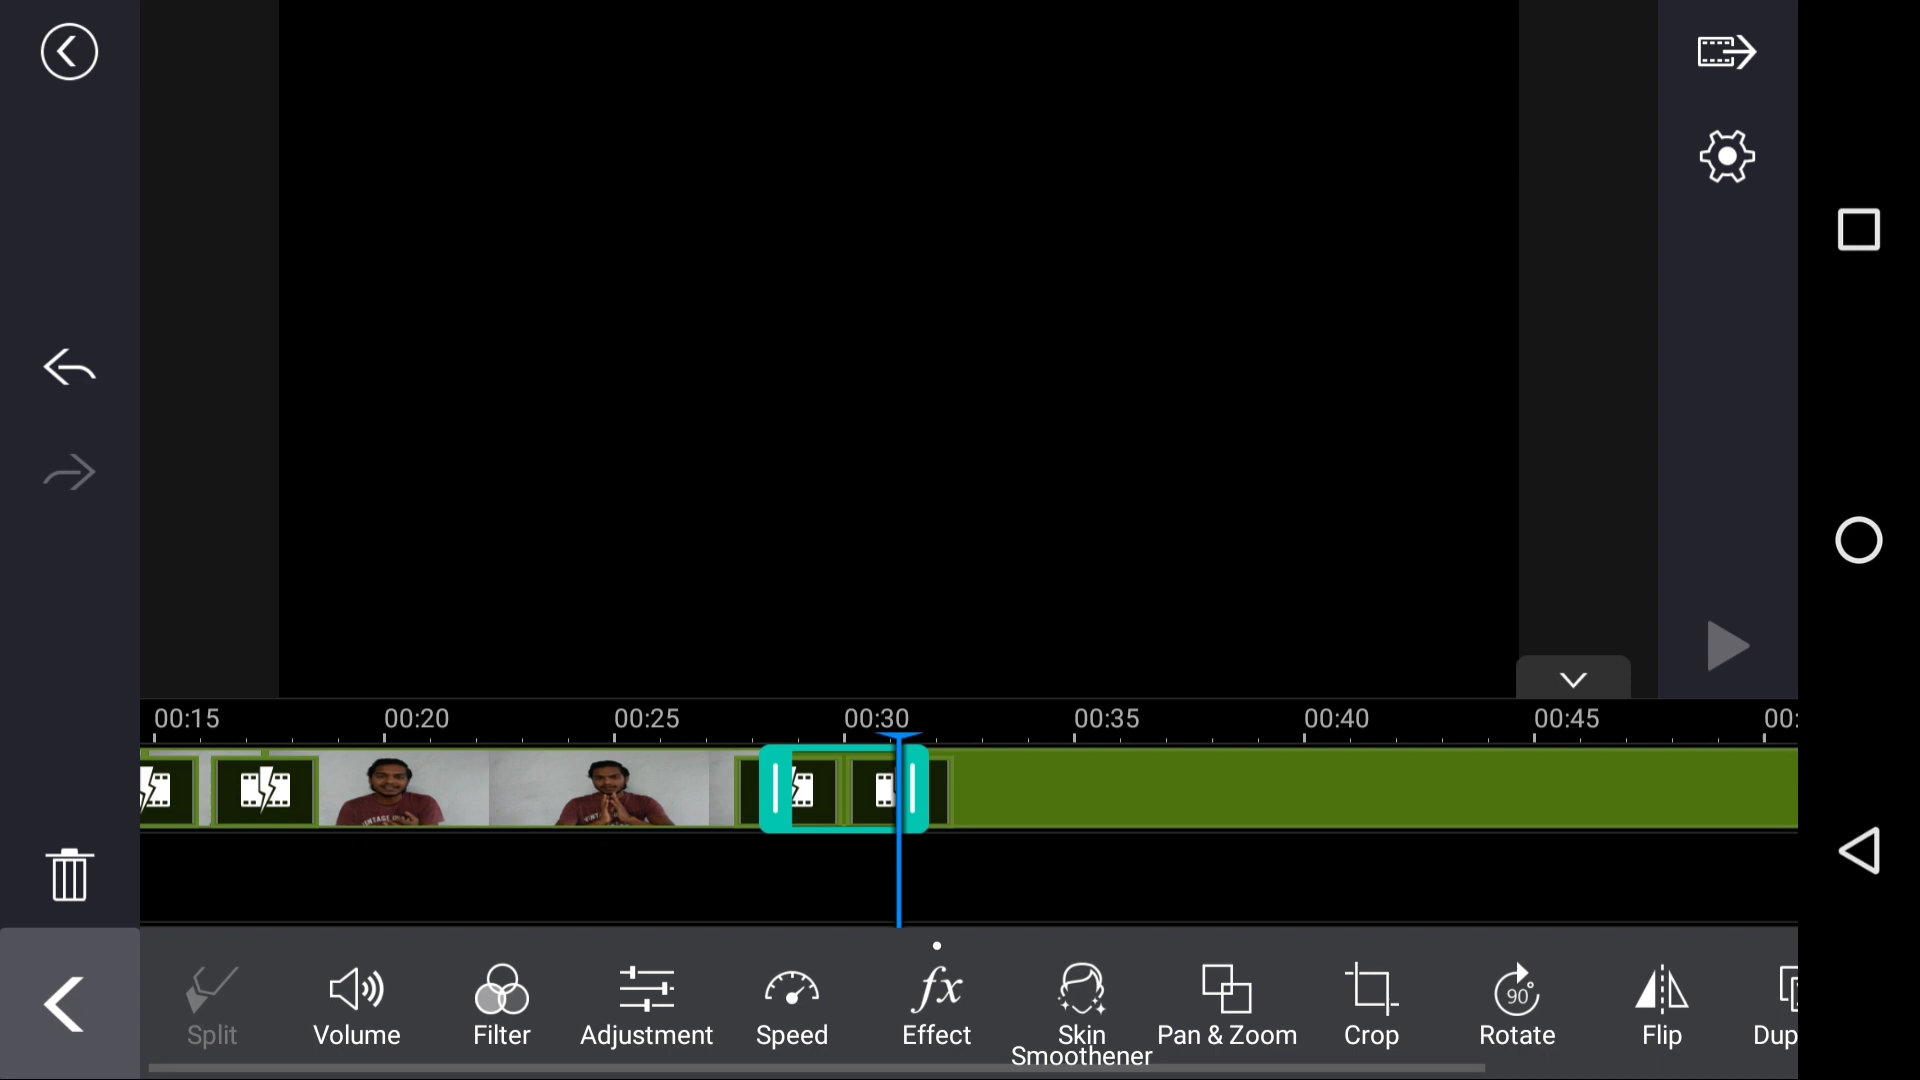 00:15 00:20 00:25 00:30 00:35 00:40 00:45 00:
Split Volume Filter Adjustment Speed Effect Skin Smoothener Pan & Zoom Crop 90° Rotate Flip Dup